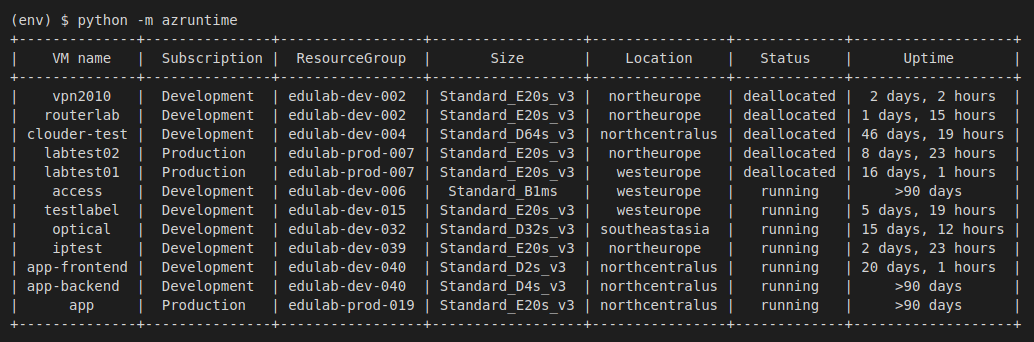 (env) $ python -m azruntime
+--------------+---------------+-----------------+-------------------+----------------+-------------+--------------------+
|    VM name   |  Subscription |  ResourceGroup  |        Size       |    Location    |    Status   |       Uptime       |
+--------------+---------------+-----------------+-------------------+----------------+-------------+--------------------+
|    vpn2010   |  Development  |  edulab-dev-002 |  Standard_E20s_v3 |   northeurope  | deallocated |   2 days, 2 hours  |
|   routerlab  |  Development  |  edulab-dev-002 |  Standard_E20s_v3 |   northeurope  | deallocated |  1 days, 15 hours  |
| clouder-test |  Development  |  edulab-dev-004 |  Standard_D64s_v3 | northcentralus | deallocated |  46 days, 19 hours |
|   labtest02  |  Production   | edulab-prod-007 |  Standard_E20s_v3 |   northeurope  | deallocated |  8 days, 23 hours  |
|   labtest01  |  Production   | edulab-prod-007 |  Standard_E20s_v3 |   westeurope   | deallocated |  16 days, 1 hours  |
|    access    |  Development  |  edulab-dev-006 |   Standard_B1ms   |   westeurope   |   running   |      >90 days      |
|   testlabel  |  Development  |  edulab-dev-015 |  Standard_E20s_v3 |   westeurope   |   running   |  5 days, 19 hours  |
|    optical   |  Development  |  edulab-dev-032 |  Standard_D32s_v3 |  southeastasia |   running   |  15 days, 12 hours |
|    iptest    |  Development  |  edulab-dev-039 |  Standard_E20s_v3 |   northeurope  |   running   |  2 days, 23 hours  |
| app-frontend |  Development  |  edulab-dev-040 |  Standard_D2s_v3  | northcentralus |   running   |  20 days, 1 hours  |
| app-backend  |  Development  |  edulab-dev-040 |  Standard_D4s_v3  | northcentralus |   running   |      >90 days      |
|      app     |  Production   | edulab-prod-019 |  Standard_E20s_v3 | northcentralus |   running   |      >90 days      |
+--------------+---------------+-----------------+-------------------+----------------+-------------+--------------------+